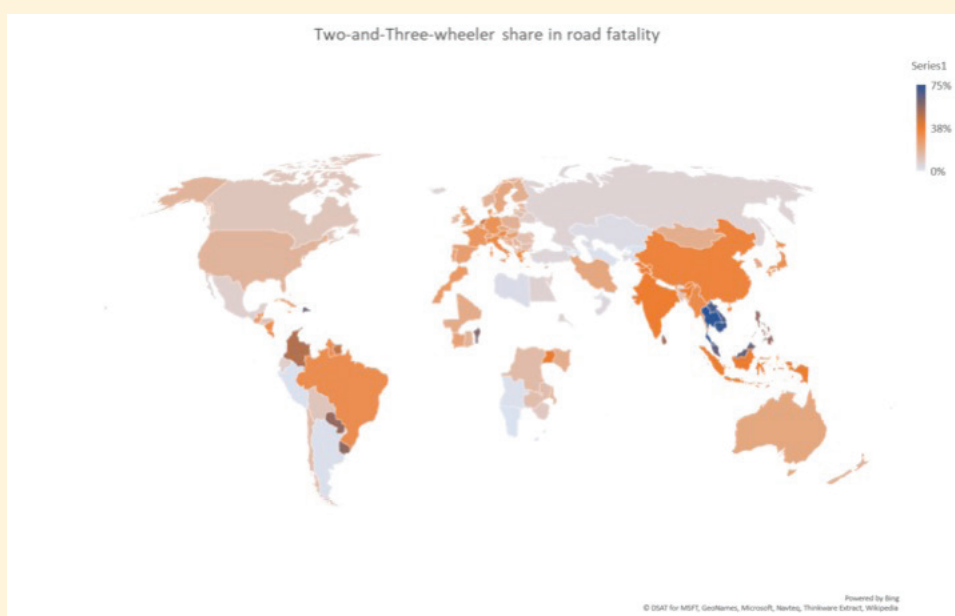 Two-and-Three-wheeler share in road fatality
Series1
75%
38%
0%
Powered by Bing
© DSAT for MSFT, GeoNames, Microsoft, Navteq, Thinkware Extract, Wikipedia